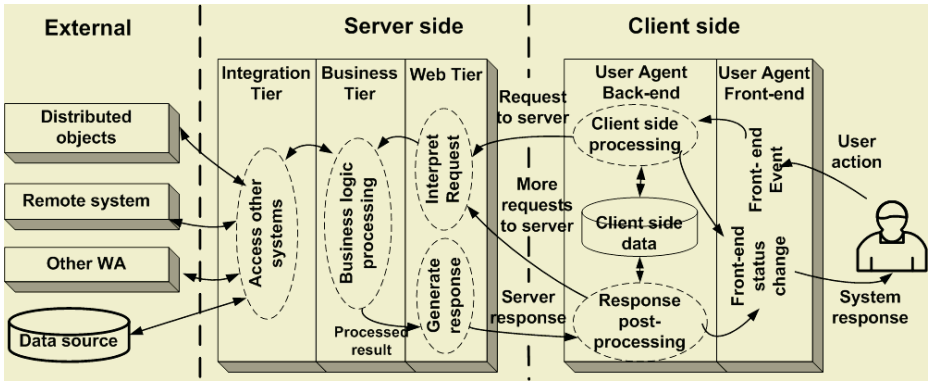 External
Server side
Client side
Integration
Tier
Business
Tier
Web Tier
User Agent
Back-end
User Agent
Front-end
Distributed
objects
Remote system
Other WA
Data source
Access other
systems
Business logic
processing
Interpret
Request
Generate
response
Processed
result
Request
to server
More
requests
to server
Server
response
Client side
processing
Client side
data
Response
post-
processing
Front- end
Event
Front-end
status
change
User
action
System
response